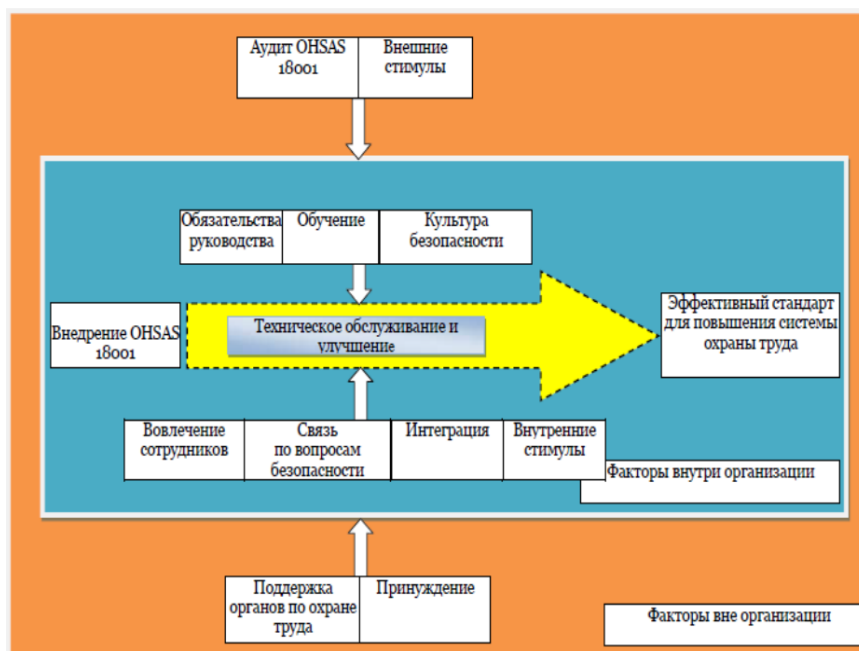 Аудит OHSAS
18001
Внешние
стимулы
Обязательства
руководства
Обучение
Культура
безопасности
Внедрение OHSAS
18001
Техническое обслуживание и
улучшение
Эффективный стандарт
для повышения системы
охраны труда
Вовлечение
сотрудников
Связь
по вопросам
безопасности
Интеграция
Внутренние
стимулы
Факторы внутри организации
Поддержка
органов по охране
труда
Принуждение
Факторы вне организации